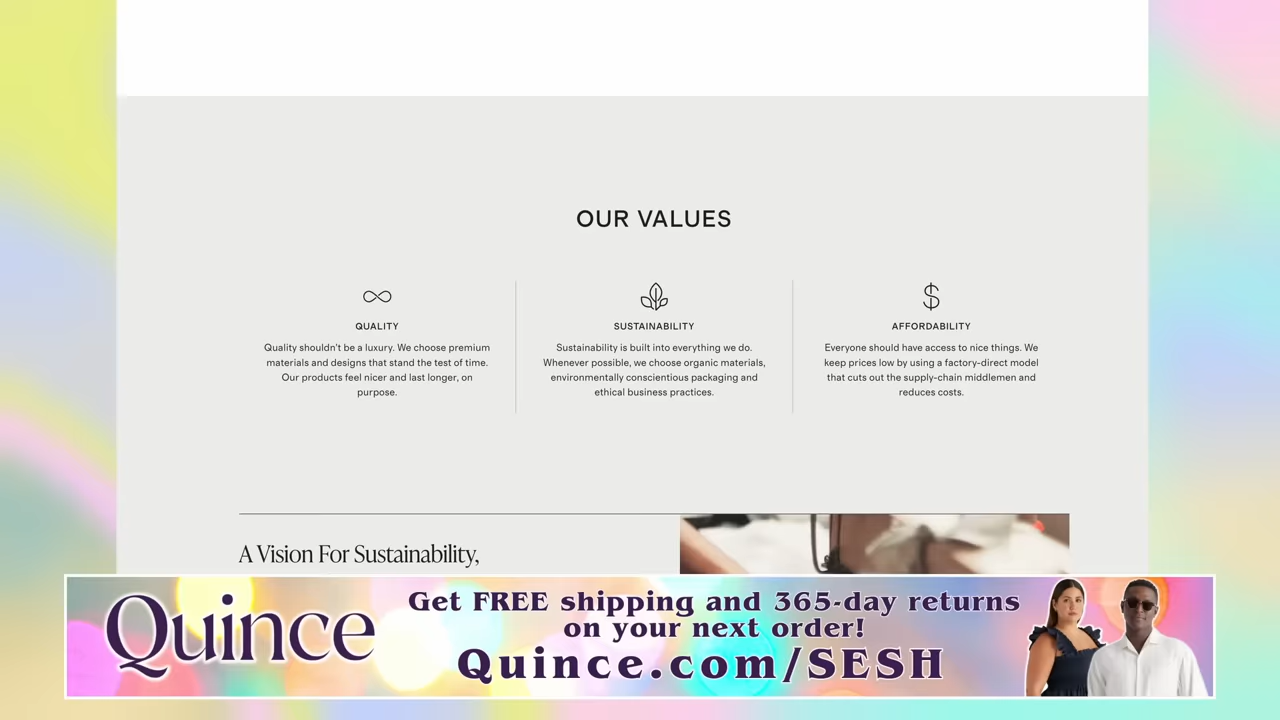 OUR VALUES
QUALITY
Quality shouldn't be a luxury. We choose premium
materials and designs that stand the test of time.
Our products feel nicer and last longer, on
purpose.
SUSTAINABILITY
Sustainability is built into everything we do.
Whenever possible, we choose organic materials,
environmentally conscientious packaging and
ethical business practices.
AFFORDABILITY
Everyone should have access to nice things. We
keep prices low by using a factory-direct model
that cuts out the supply-chain middlemen and
reduces costs.
A Vision For Sustainability,
Quince
Get FREE shipping and 365-day returns
on your next order!
Quince.com/SESH